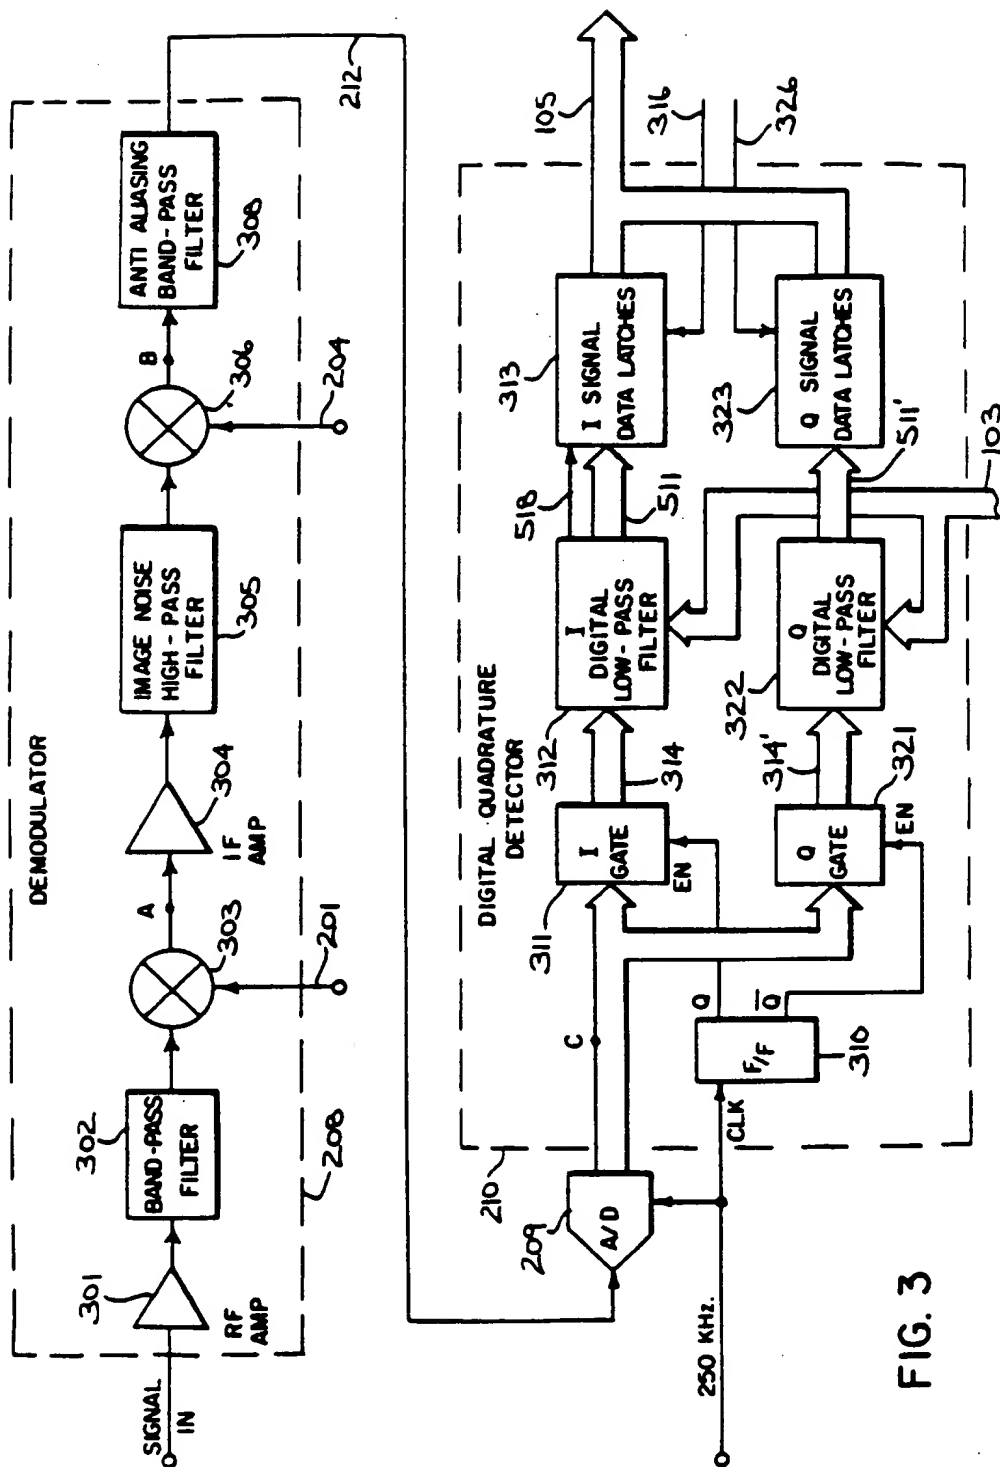 DEMODULATOR
SIGNAL
IN
301
RF
AMP
302
BAND-PASS
FILTER
208
303
201
A
304
IF
AMP
IMAGE NOISE
HIGH-PASS
FILTER
305
306
204
B
ANTI ALIASING
BAND-PASS
FILTER
308
212
DIGITAL QUADRATURE
DETECTOR
250 KHz.
210
209
A/D
CLK
C
F/F
Q
Q̅
310
311
I
GATE
EN
314
312
I
DIGITAL
LOW-PASS
FILTER
518
511
313
I SIGNAL
DATA LATCHES
105
316
326
Q
GATE
EN
321
314'
322
Q
DIGITAL
LOW-PASS
FILTER
511'
323
Q SIGNAL
DATA LATCHES
103
FIG. 3